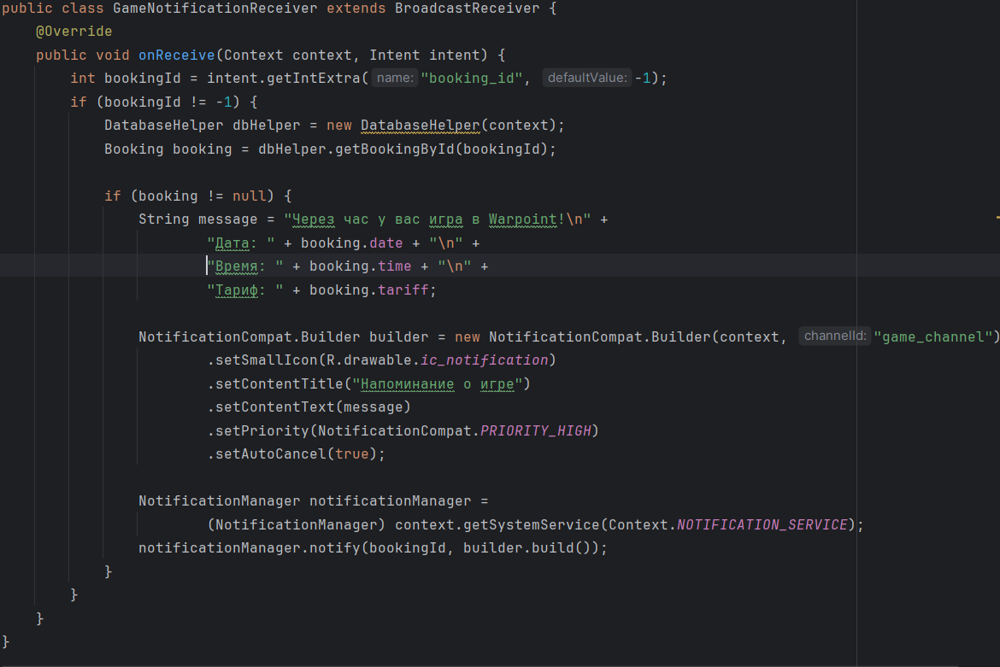 public class GameNotificationReceiver extends BroadcastReceiver {
@Override
public void onReceive(Context context, Intent intent) {
int bookingId = intent.getIntExtra( name: "booking_id", defaultValue: -1);
if (bookingId != -1) {
DatabaseHelper dbHelper = new DatabaseHelper(context);
Booking booking = dbHelper.getBookingById(bookingId);
if (booking != null) {
String message = "Через час у вас игра в Warpoint!\n" +
"Дата: " + booking.date + "\n" +
"Время: " + booking.time + "\n" +
"Тариф: " + booking.tariff;
NotificationCompat.Builder builder = new NotificationCompat.Builder(context, channelId: "game_channel")
.setSmallIcon(R.drawable.ic_notification)
.setContentTitle("Напоминание о игре")
.setContentText(message)
.setPriority(NotificationCompat.PRIORITY_HIGH)
.setAutoCancel(true);
NotificationManager notificationManager =
(NotificationManager) context.getSystemService(Context.NOTIFICATION_SERVICE);
notificationManager.notify(bookingId, builder.build());
}
}
}
}